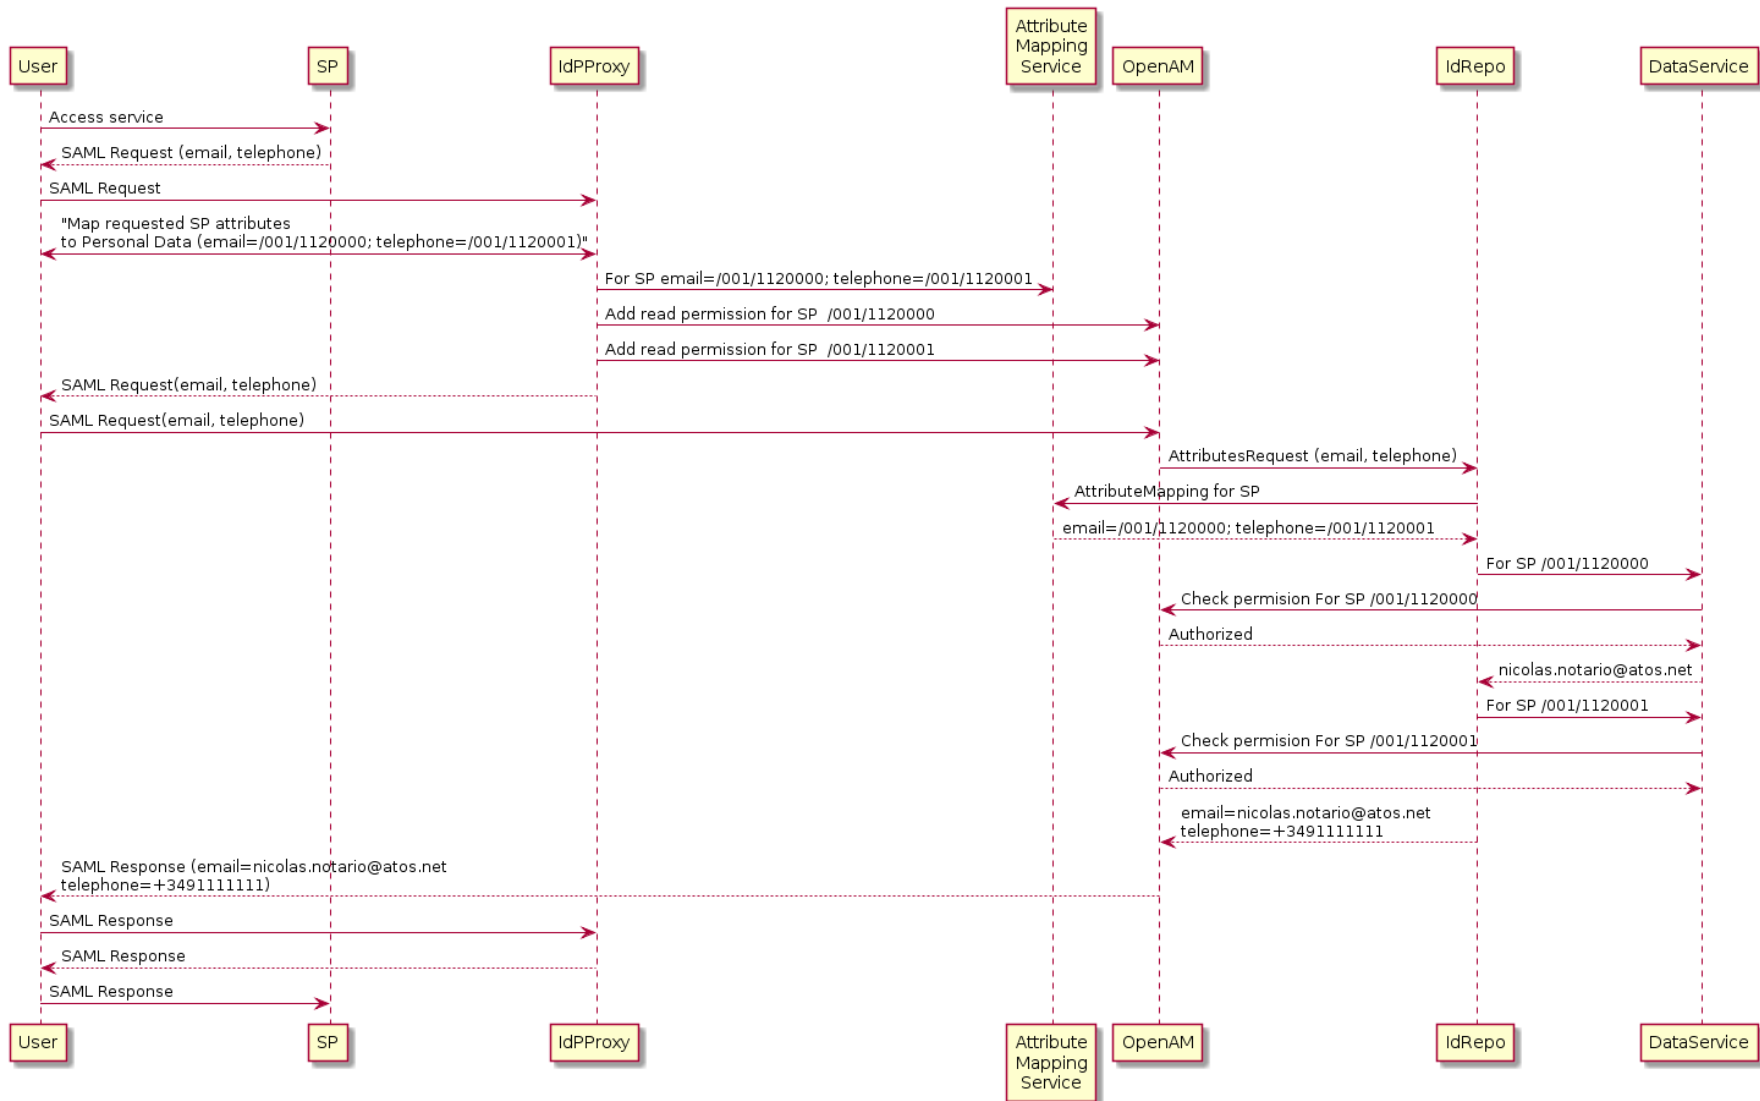 Attribute
Mapping
Service
User
SP
IdPProxy
OpenAM
IdRepo
DataService
Access service
SAML Request (email, telephone)
SAML Request
"Map requested SP attributes
to Personal Data (email=/001/1120000; telephone=/001/1120001)"
For SP email=/001/1120000; telephone=/001/1120001
Add read permission for SP  /001/1120000
Add read permission for SP  /001/1120001
SAML Request(email, telephone)
SAML Request(email, telephone)
AttributesRequest (email, telephone)
AttributeMapping for SP
email=/001/1120000; telephone=/001/1120001
For SP /001/1120000
Check permision For SP /001/1120000
Authorized
nicolas.notario@atos.net
For SP /001/1120001
Check permision For SP /001/1120001
Authorized
email=nicolas.notario@atos.net
telephone=+3491111111
SAML Response (email=nicolas.notario@atos.net
telephone=+3491111111)
SAML Response
SAML Response
SAML Response
User
SP
IdPProxy
Attribute
Mapping
Service
OpenAM
IdRepo
DataService